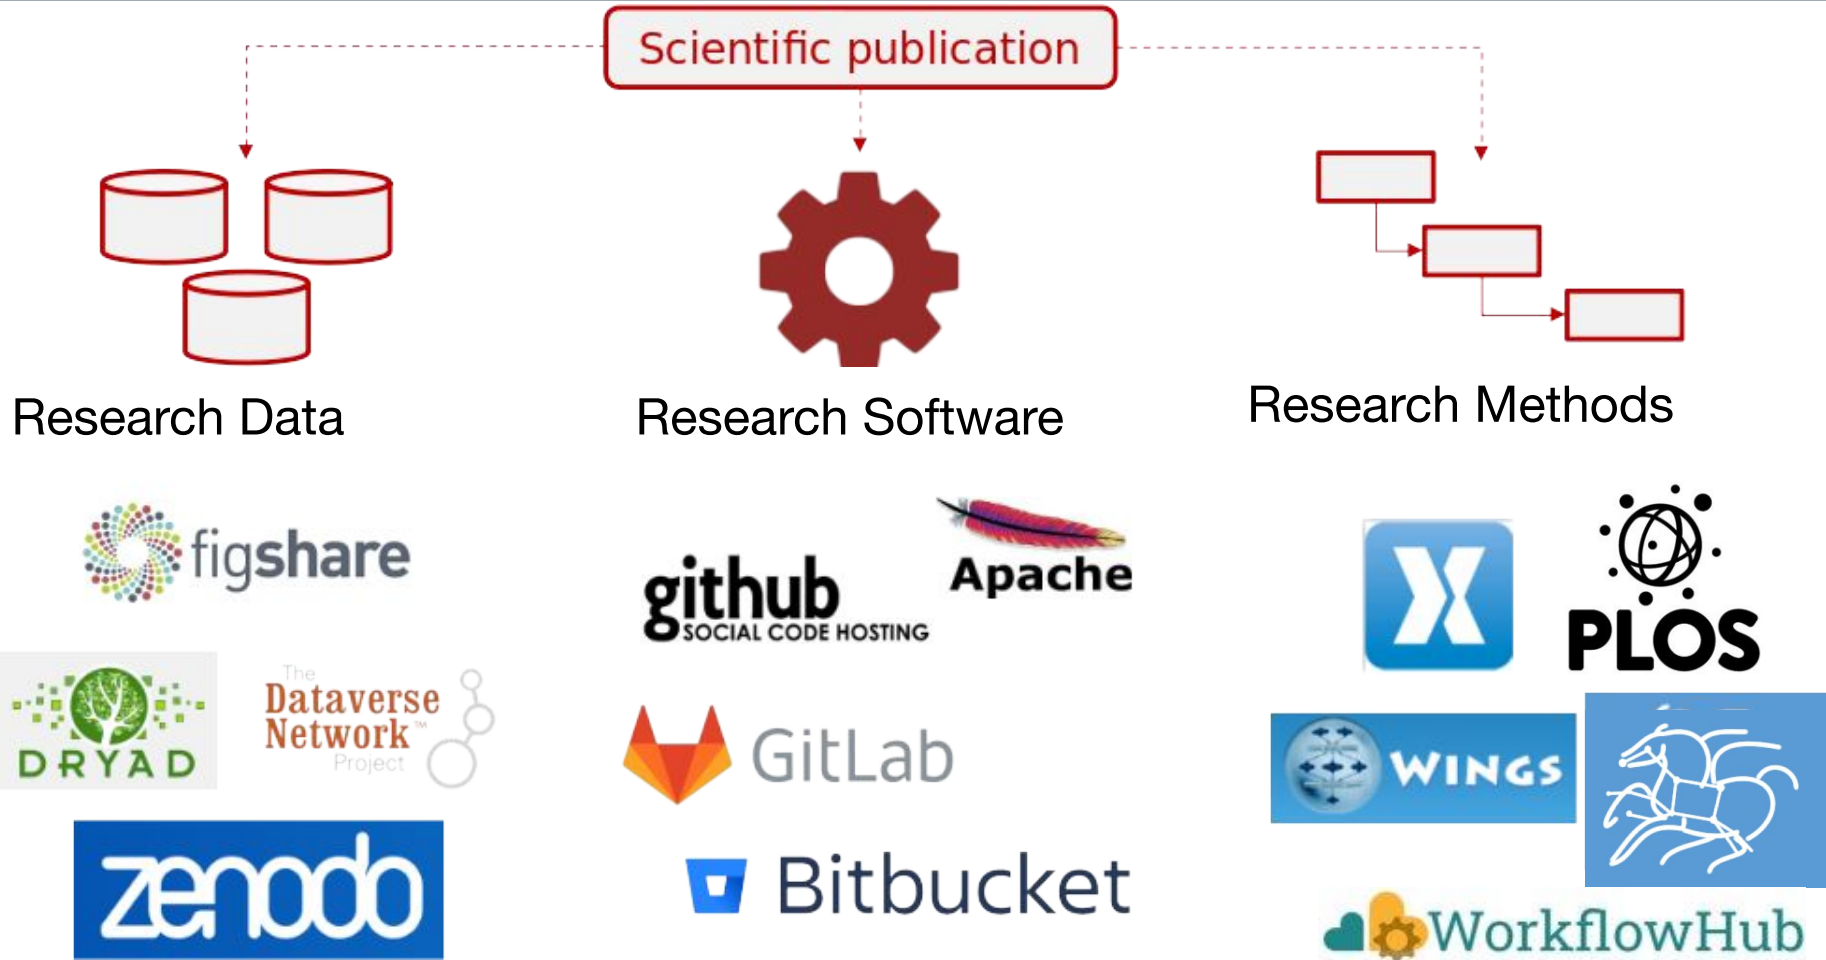 Scientific publication
Research Data
Research Software
Research Methods
figshare
DRYAD
The
Dataverse
Network™
Project
zenodo
Apache
github
SOCIAL CODE HOSTING
GitLab
Bitbucket
X
PLOS
WINGS
WorkflowHub